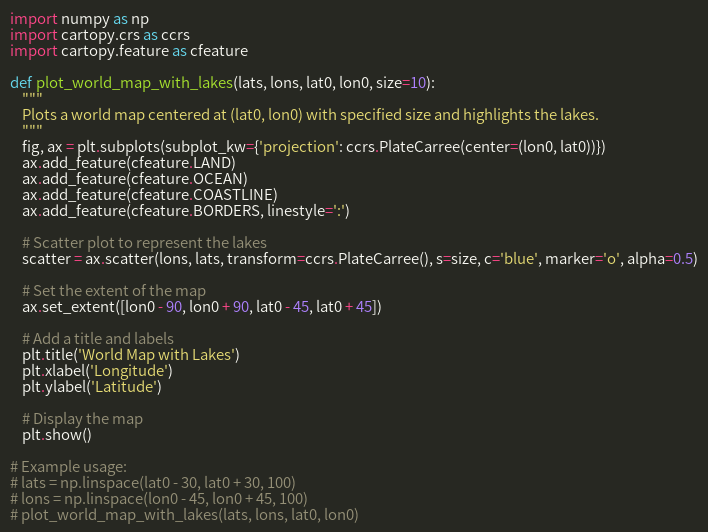 import numpy as np
import cartopy.crs as ccrs
import cartopy.feature as cfeature

def plot_world_map_with_lakes(lats, lons, lat0, lon0, size=10):
    """
    Plots a world map centered at (lat0, lon0) with specified size and highlights the lakes.
    """
    fig, ax = plt.subplots(subplot_kw={'projection': ccrs.PlateCarree(center=(lon0, lat0))})
    ax.add_feature(cfeature.LAND)
    ax.add_feature(cfeature.OCEAN)
    ax.add_feature(cfeature.COASTLINE)
    ax.add_feature(cfeature.BORDERS, linestyle=':')

    # Scatter plot to represent the lakes
    scatter = ax.scatter(lons, lats, transform=ccrs.PlateCarree(), s=size, c='blue', marker='o', alpha=0.5)

    # Set the extent of the map
    ax.set_extent([lon0 - 90, lon0 + 90, lat0 - 45, lat0 + 45])

    # Add a title and labels
    plt.title('World Map with Lakes')
    plt.xlabel('Longitude')
    plt.ylabel('Latitude')

    # Display the map
    plt.show()

# Example usage:
# lats = np.linspace(lat0 - 30, lat0 + 30, 100)
# lons = np.linspace(lon0 - 45, lon0 + 45, 100)
# plot_world_map_with_lakes(lats, lons, lat0, lon0)